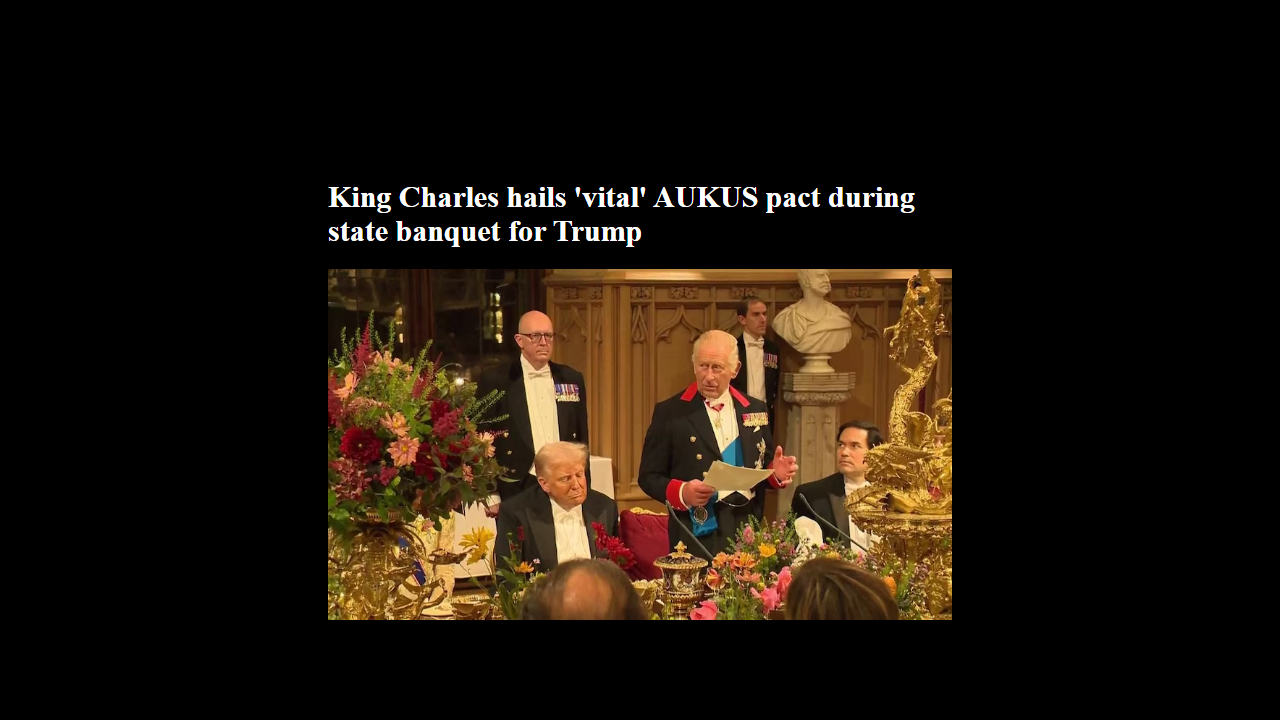 King Charles hails 'vital' AUKUS pact during
state banquet for Trump